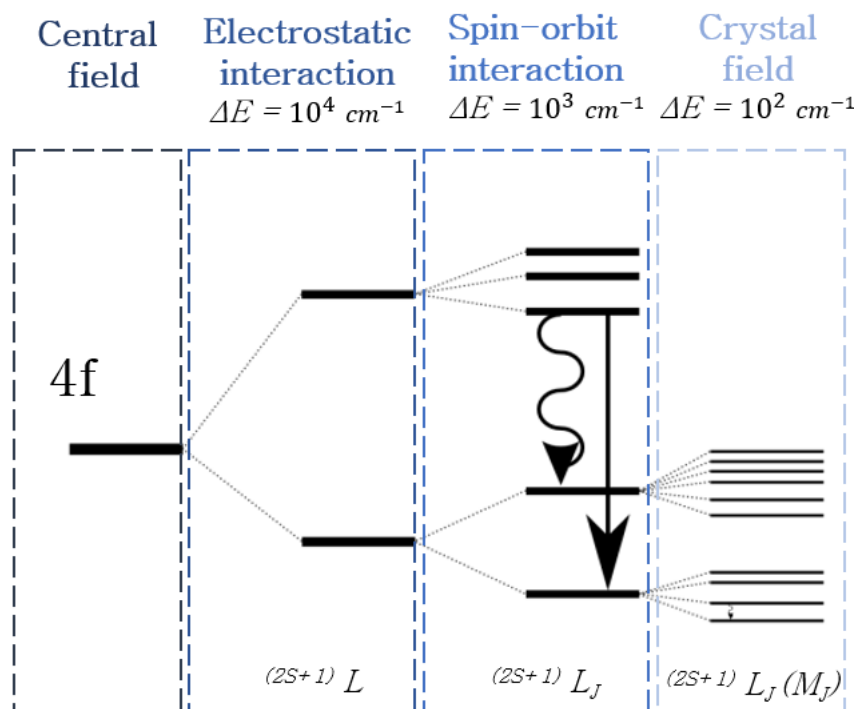 Central
field
Electrostatic
interaction
ΔE = 10⁴ cm⁻¹
Spin-orbit
interaction
ΔE = 10³ cm⁻¹
Crystal
field
ΔE = 10² cm⁻¹
4f
(2S+1) L
(2S+1) L_J
(2S+1) L_J (M_J)